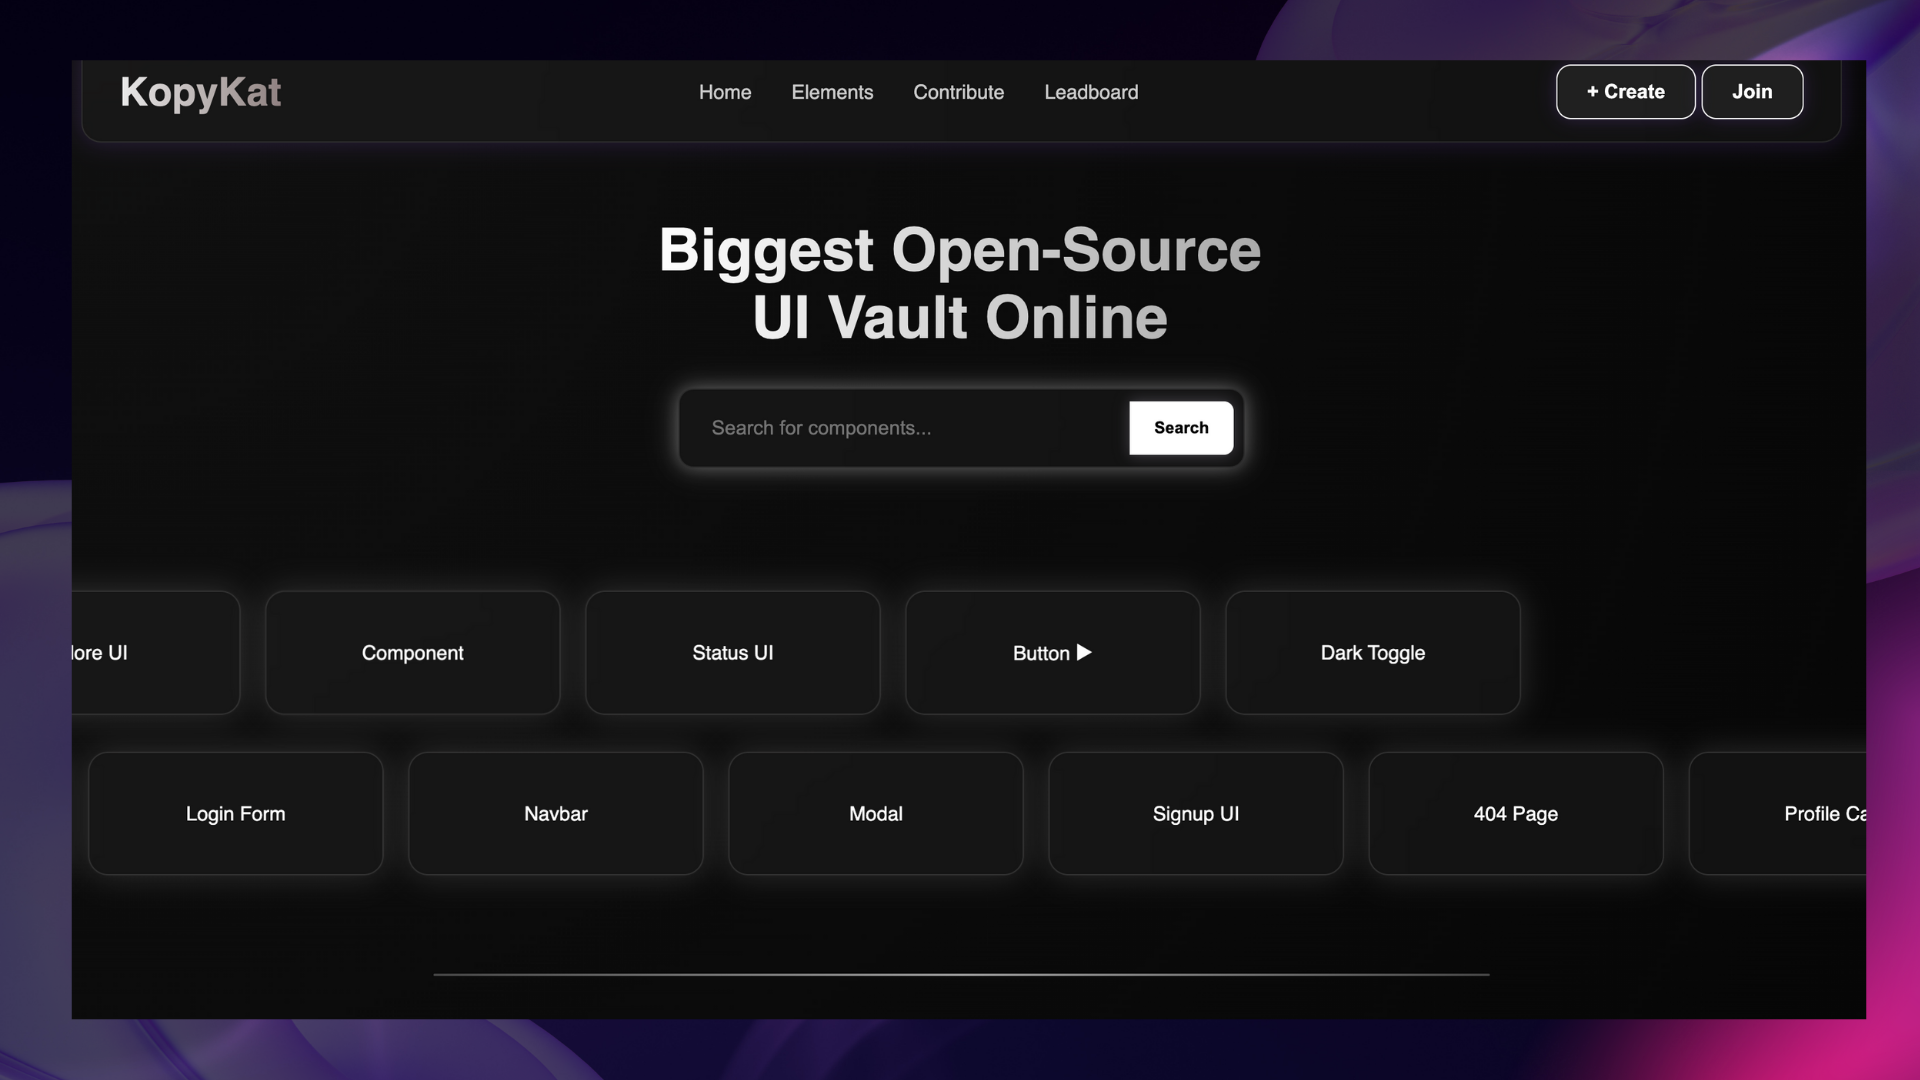 KopyKat
Home
Elements
Contribute
Leadboard
+ Create
Join
Biggest Open-Source
UI Vault Online
Search for components...
Search
lore UI
Component
Status UI
Button ▶
Dark Toggle
Login Form
Navbar
Modal
Signup UI
404 Page
Profile Ca